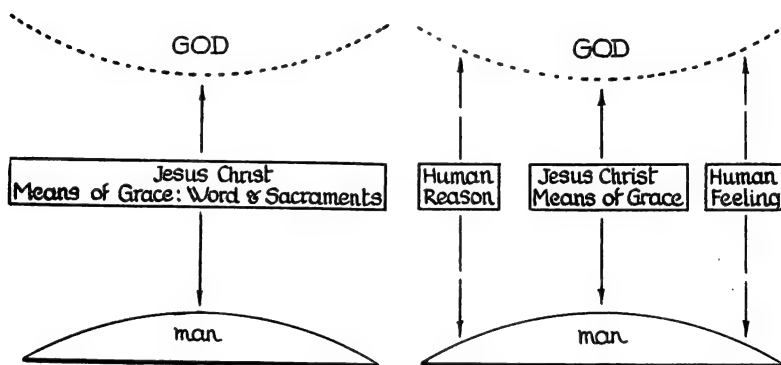 GOD
Jesus Christ
Means of Grace: Word & Sacraments
man
GOD
Human
Reason
Jesus Christ
Means of Grace
Human
Feeling
man